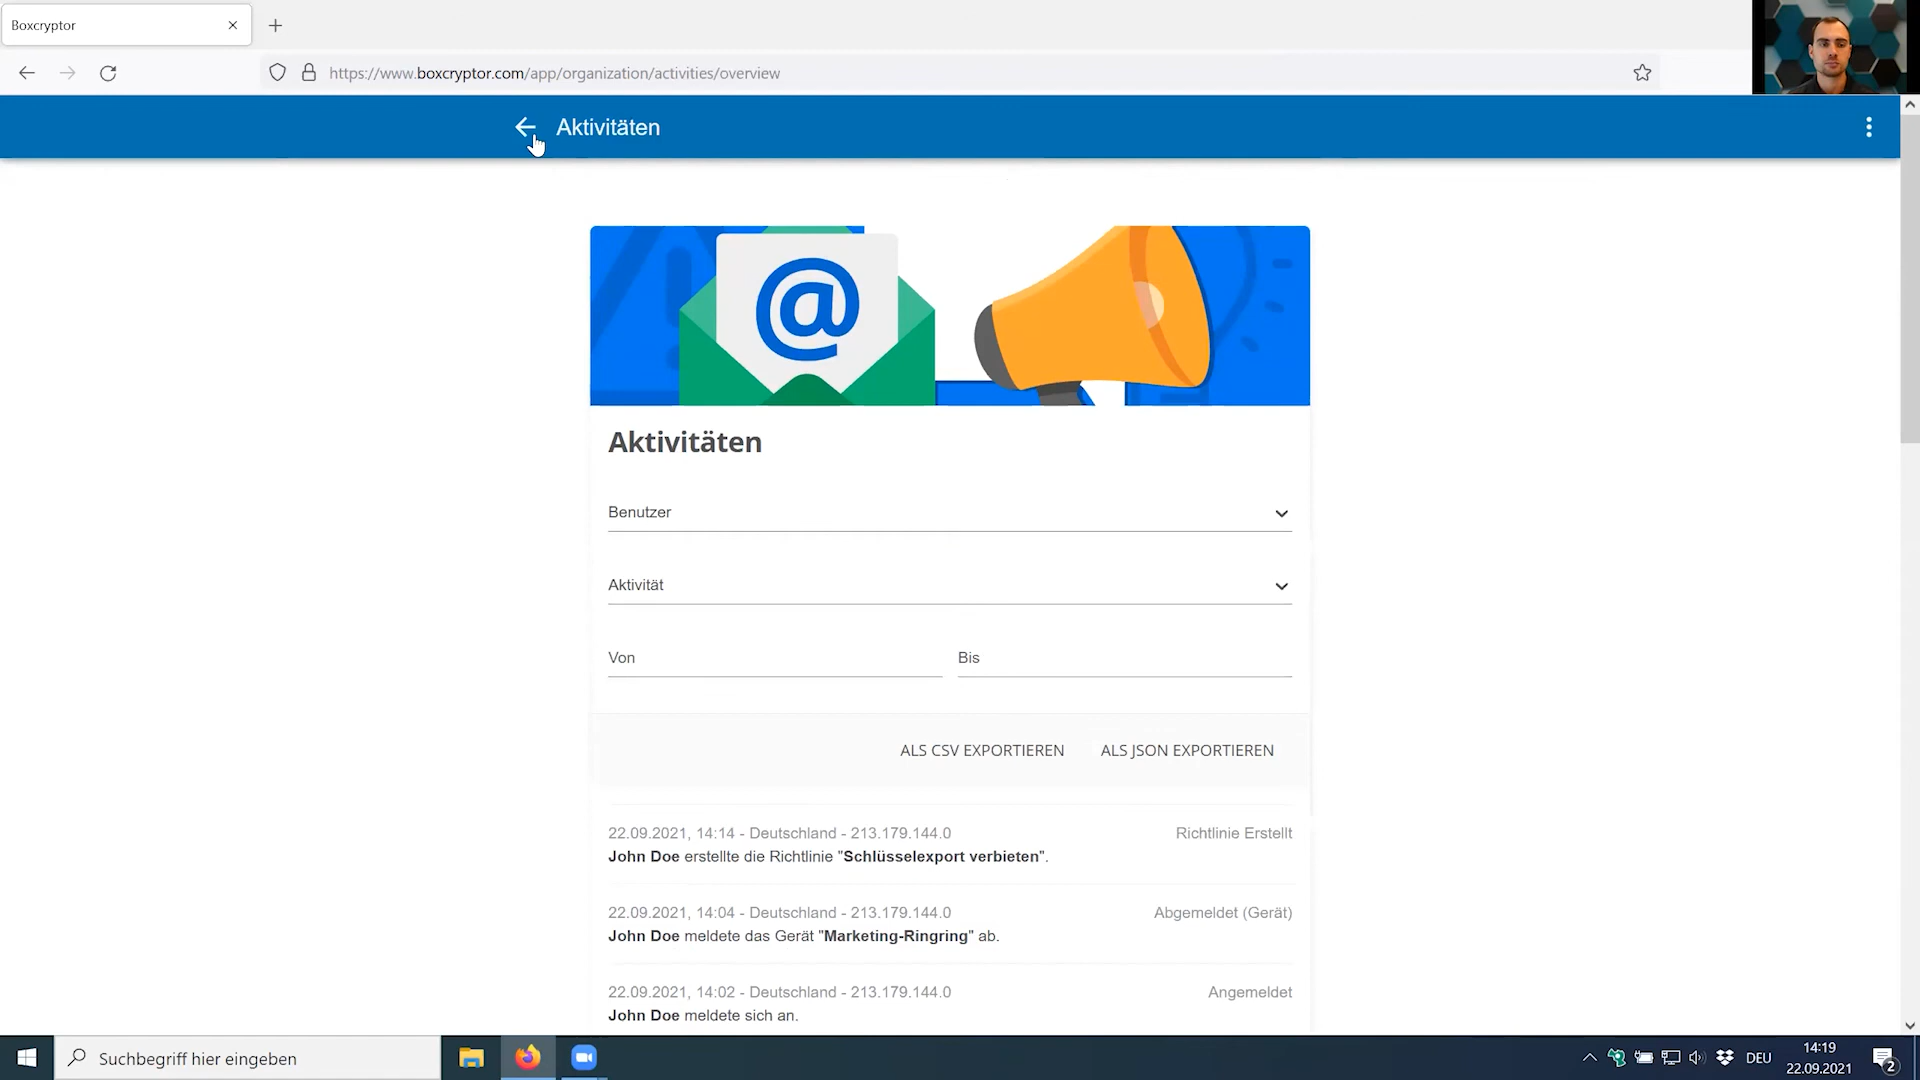 Boxcryptor
https://www.boxcryptor.com/app/organization/activities/overview
Aktivitäten
@
Aktivitäten
Benutzer
Aktivität
Von Bis
ALS CSV EXPORTIEREN ALS JSON EXPORTIEREN
22.09.2021, 14:14 - Deutschland - 213.179.144.0 Richtlinie Erstellt
John Doe erstellte die Richtlinie "Schlüsselexport verbieten".
22.09.2021, 14:04 - Deutschland - 213.179.144.0 Abgemeldet (Gerät)
John Doe meldete das Gerät "Marketing-Ringring" ab.
22.09.2021, 14:02 - Deutschland - 213.179.144.0 Angemeldet
John Doe meldete sich an.
Suchbegriff hier eingeben
DEU
14:19
22.09.2021
2